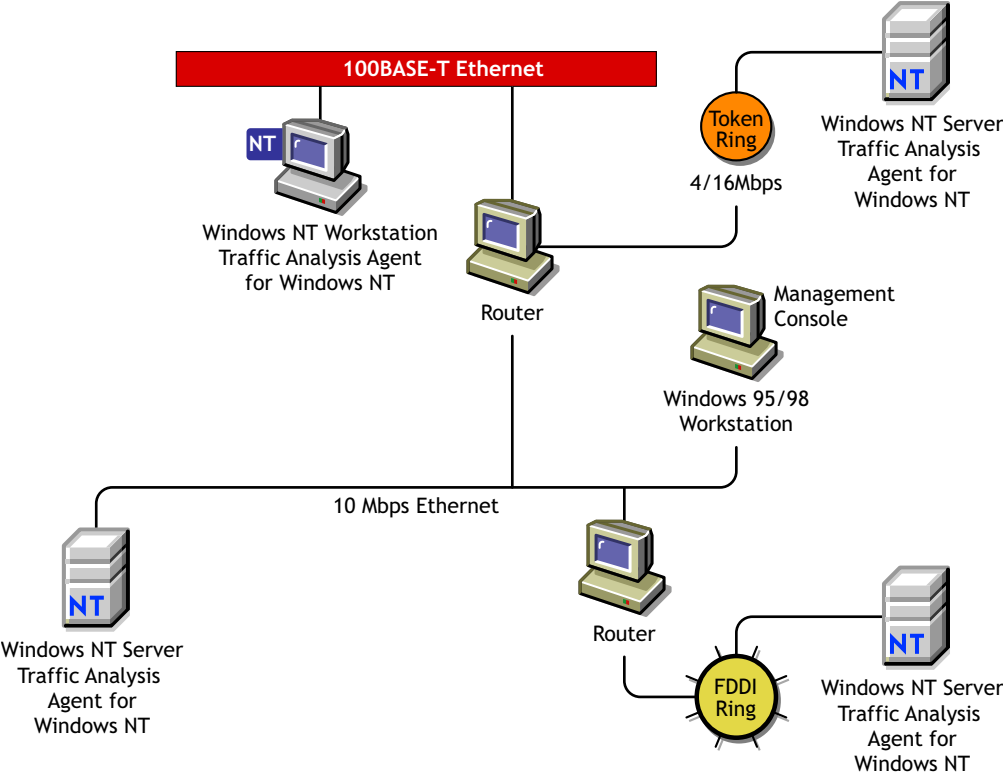 100BASE-T Ethernet
NT
Windows NT Workstation
Traffic Analysis Agent
for Windows NT
Router
Token
Ring
4/16Mbps
NT
Windows NT Server
Traffic Analysis
Agent for
Windows NT
Management
Console
Windows 95/98
Workstation
10 Mbps Ethernet
NT
Windows NT Server
Traffic Analysis
Agent for
Windows NT
Router
FDDI
Ring
NT
Windows NT Server
Traffic Analysis
Agent for
Windows NT